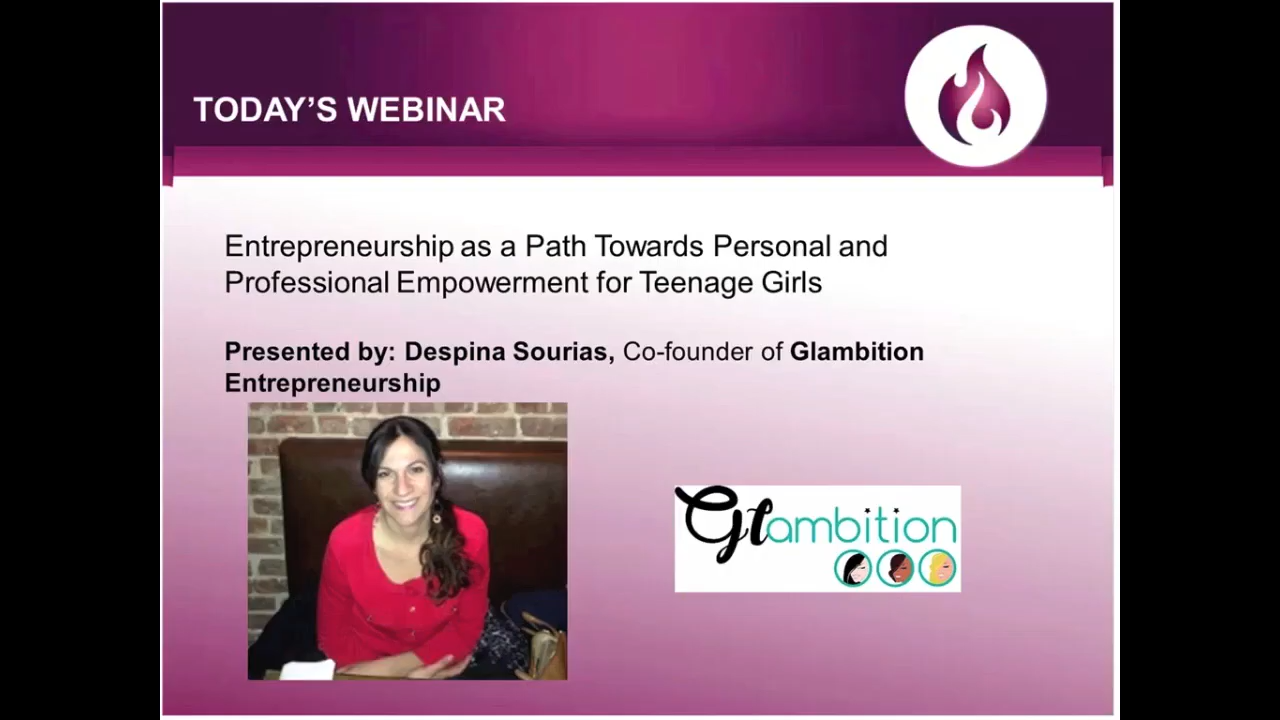 TODAY’S WEBINAR
Entrepreneurship as a Path Towards Personal and
Professional Empowerment for Teenage Girls
Presented by: Despina Sourias, Co-founder of Glambition
Entrepreneurship
Glambition